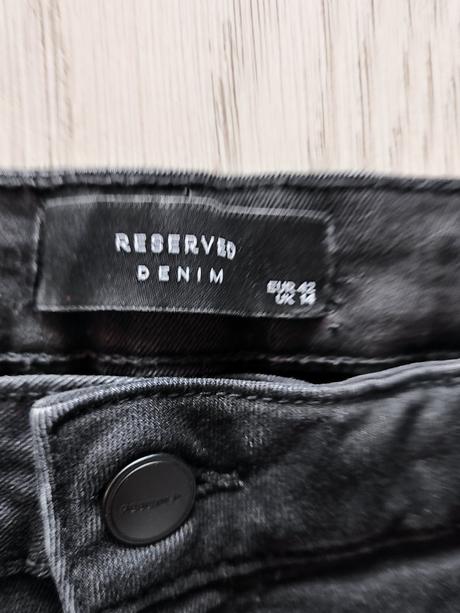 RESERVED
DENIM
EUR 42
UK 14